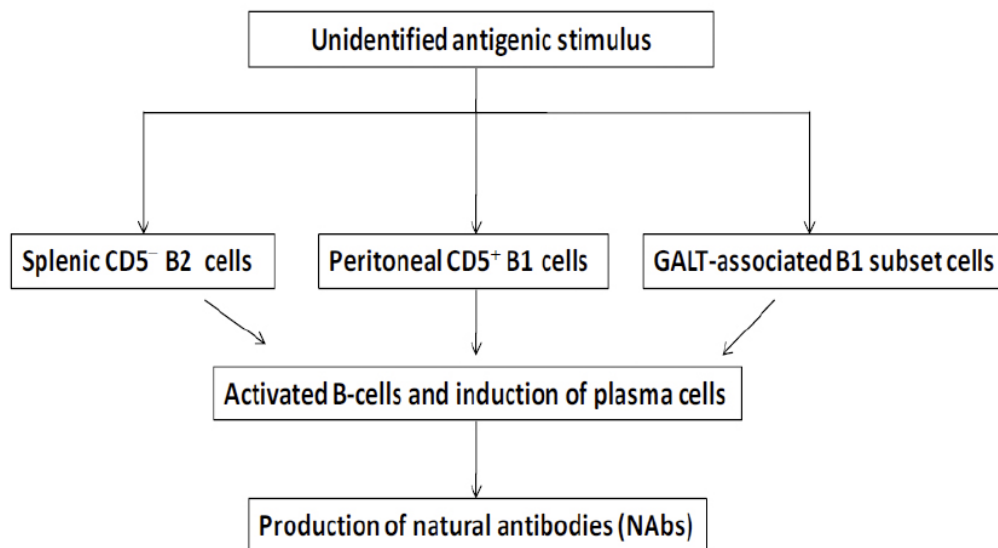 Unidentified antigenic stimulus
Splenic CD5⁻ B2 cells
Peritoneal CD5⁺ B1 cells
GALT-associated B1 subset cells
Activated B-cells and induction of plasma cells
Production of natural antibodies (NAbs)